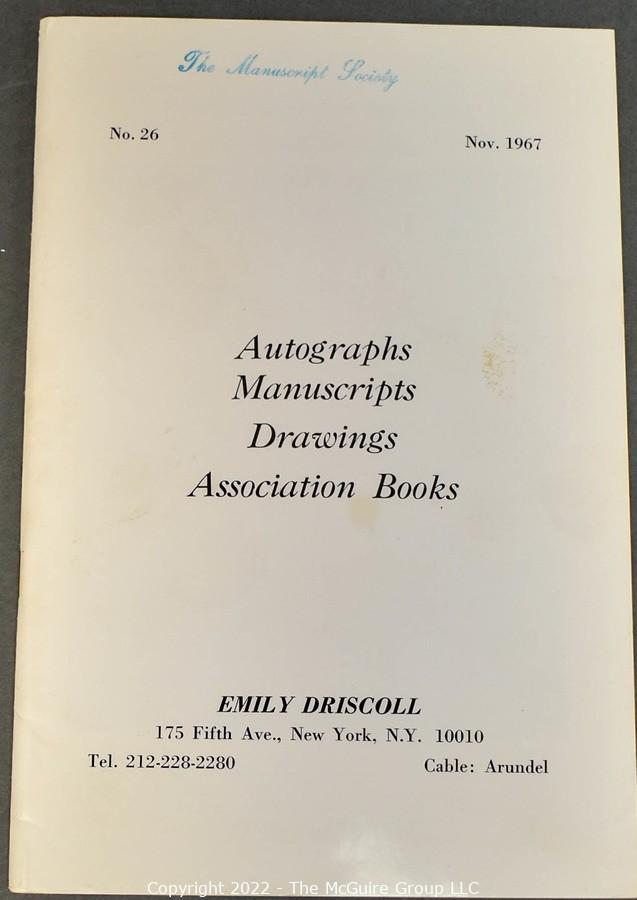 The Manuscript Society
No. 26 Nov. 1967
Autographs
Manuscripts
Drawings
Association Books
EMILY DRISCOLL
175 Fifth Ave., New York, N.Y. 10010
Tel. 212-228-2280 Cable: Arundel
Copyright 2022 - The McGuire Group LLC